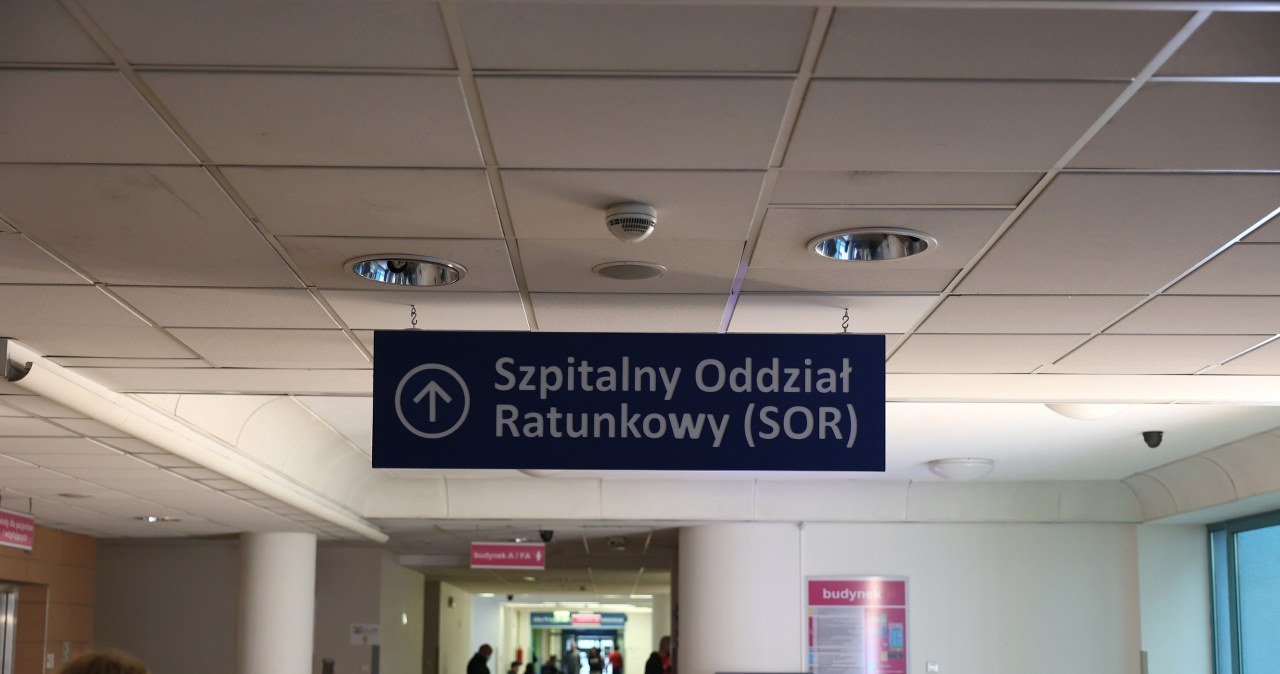 Szpitalny Oddział
Ratunkowy (SOR)
budynek A / FA
budynek